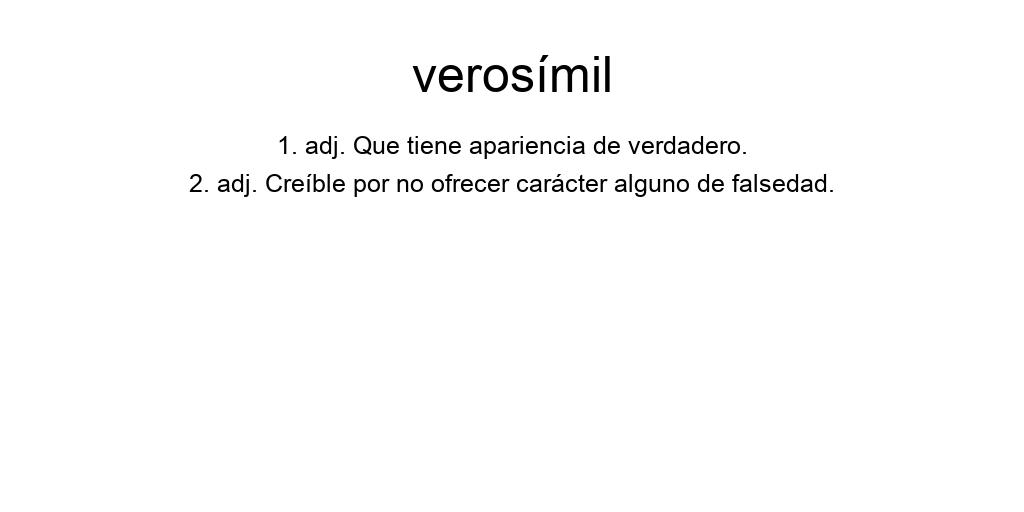 verosímil
1. adj. Que tiene apariencia de verdadero.
2. adj. Creíble por no ofrecer carácter alguno de falsedad.